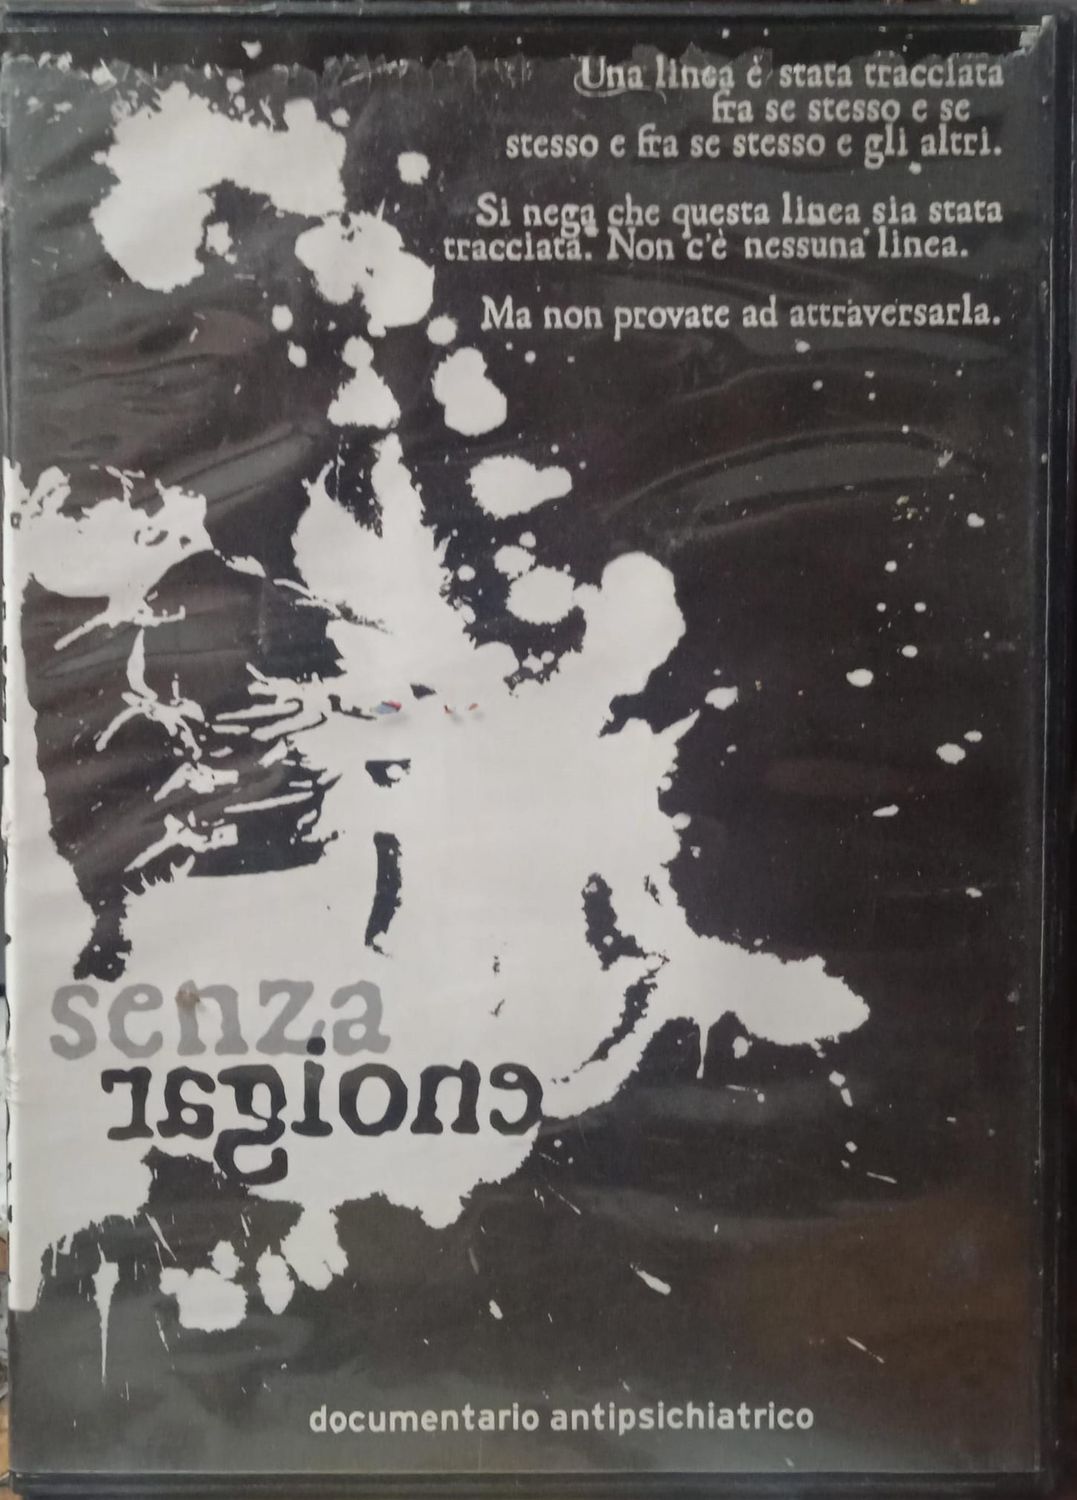 Una linea è stata tracciata
fra se stesso e se
stesso e fra se stesso e gli altri.
Si nega che questa linea sia stata
tracciata. Non c'è nessuna linea.
Ma non provate ad attraversarla.
senza
ragione
documentario antipsichiatrico